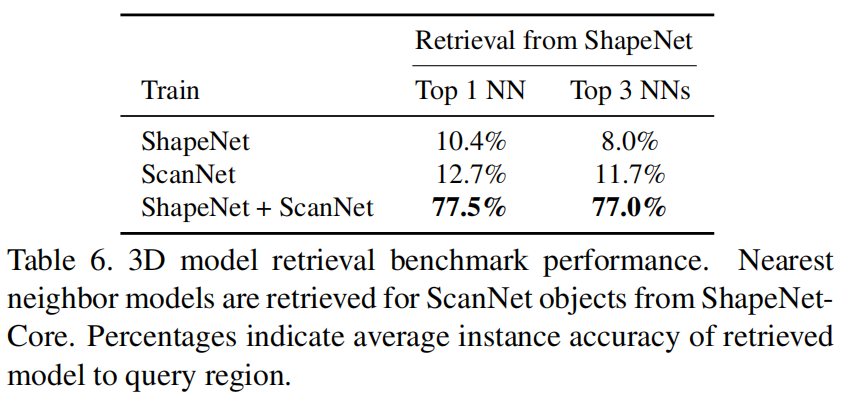 Retrieval from ShapeNet
Train Top 1 NN Top 3 NNs
ShapeNet 10.4% 8.0%
ScanNet 12.7% 11.7%
ShapeNet + ScanNet 77.5% 77.0%
Table 6. 3D model retrieval benchmark performance. Nearest
neighbor models are retrieved for ScanNet objects from ShapeNet-
Core. Percentages indicate average instance accuracy of retrieved
model to query region.